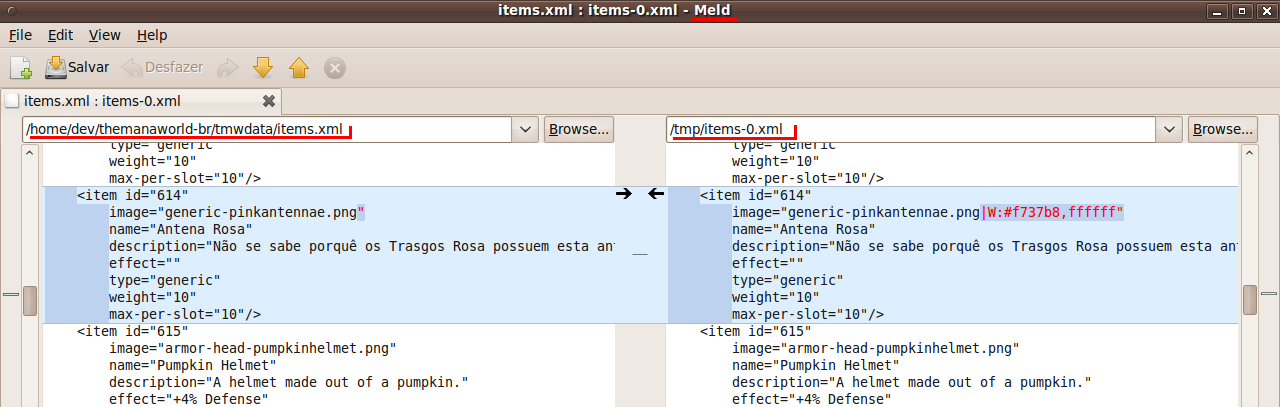 items.xml : items-0.xml - Meld
File Edit View Help
Salvar Desfazer
items.xml : items-0.xml
/home/dev/themanaworld-br/tmwdata/items.xml Browse...
/tmp/items-0.xml Browse...
type="generic"
weight="10"
max-per-slot="10"/>
<item id="614"
image="generic-pinkantennae.png"
name="Antena Rosa"
description="Não se sabe porquê os Trasgos Rosa possuem esta an
effect=""
type="generic"
weight="10"
max-per-slot="10"/>
<item id="615"
image="armor-head-pumpkinhelmet.png"
name="Pumpkin Helmet"
description="A helmet made out of a pumpkin."
effect="+4% Defense"
type="generic"
weight="10"
max-per-slot="10"/>
<item id="614"
image="generic-pinkantennae.png|W:#f737b8,ffffff"
name="Antena Rosa"
description="Não se sabe porquê os Trasgos Rosa possuem esta ant
effect=""
type="generic"
weight="10"
max-per-slot="10"/>
<item id="615"
image="armor-head-pumpkinhelmet.png"
name="Pumpkin Helmet"
description="A helmet made out of a pumpkin."
effect="+4% Defense"